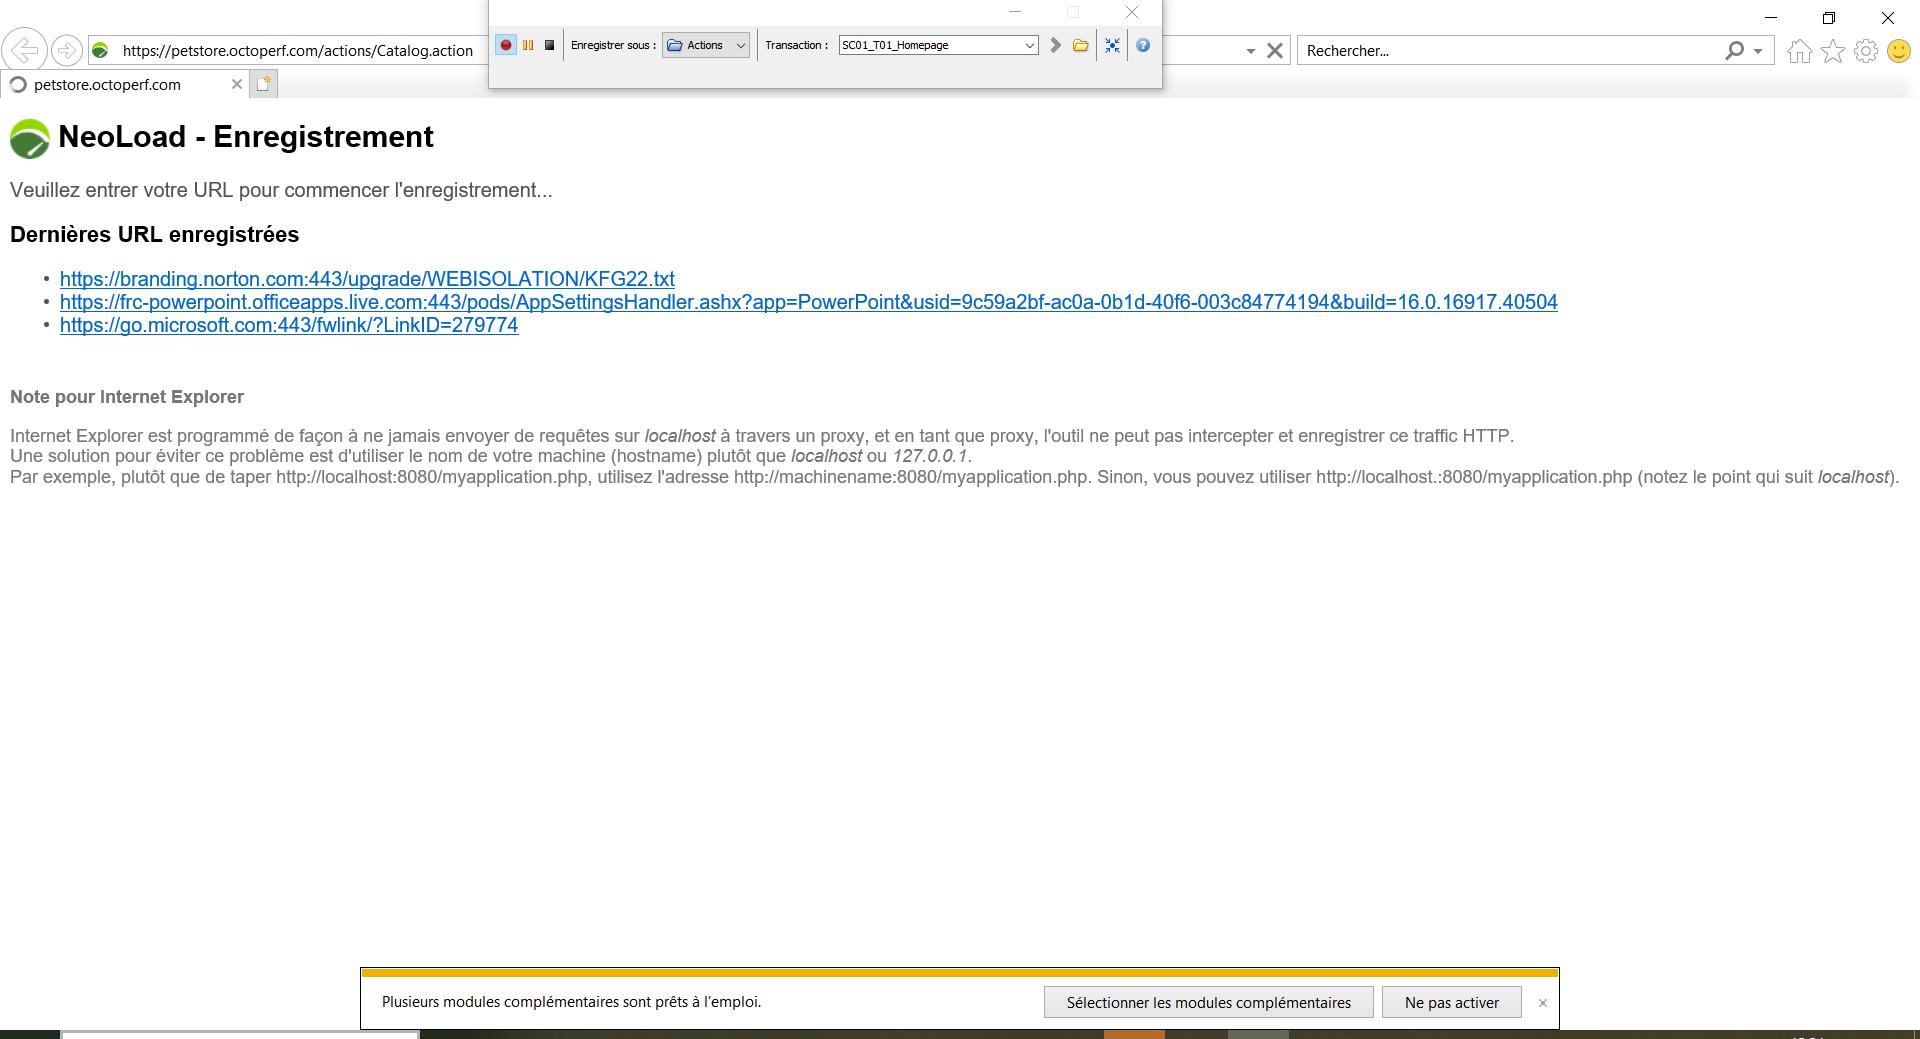 Enregistrer sous :
Actions
Transaction :
SC01_T01_Homepage
https://petstore.octoperf.com/actions/Catalog.action
Rechercher...
petstore.octoperf.com
NeoLoad - Enregistrement
Veuillez entrer votre URL pour commencer l'enregistrement...
Dernières URL enregistrées
• https://branding.norton.com:443/upgrade/WEBISOLATION/KFG22.txt
• https://frc-powerpoint.officeapps.live.com:443/pods/AppSettingsHandler.ashx?app=PowerPoint&usid=9c59a2bf-ac0a-0b1d-40f6-003c84774194&build=16.0.16917.40504
• https://go.microsoft.com:443/fwlink/?LinkID=279774
Note pour Internet Explorer
Internet Explorer est programmé de façon à ne jamais envoyer de requêtes sur localhost à travers un proxy, et en tant que proxy, l'outil ne peut pas intercepter et enregistrer ce traffic HTTP.
Une solution pour éviter ce problème est d'utiliser le nom de votre machine (hostname) plutôt que localhost ou 127.0.0.1.
Par exemple, plutôt que de taper http://localhost:8080/myapplication.php, utilisez l'adresse http://machinename:8080/myapplication.php. Sinon, vous pouvez utiliser http://localhost.:8080/myapplication.php (notez le point qui suit localhost).
Plusieurs modules complémentaires sont prêts à l'emploi.
Sélectionner les modules complémentaires
Ne pas activer